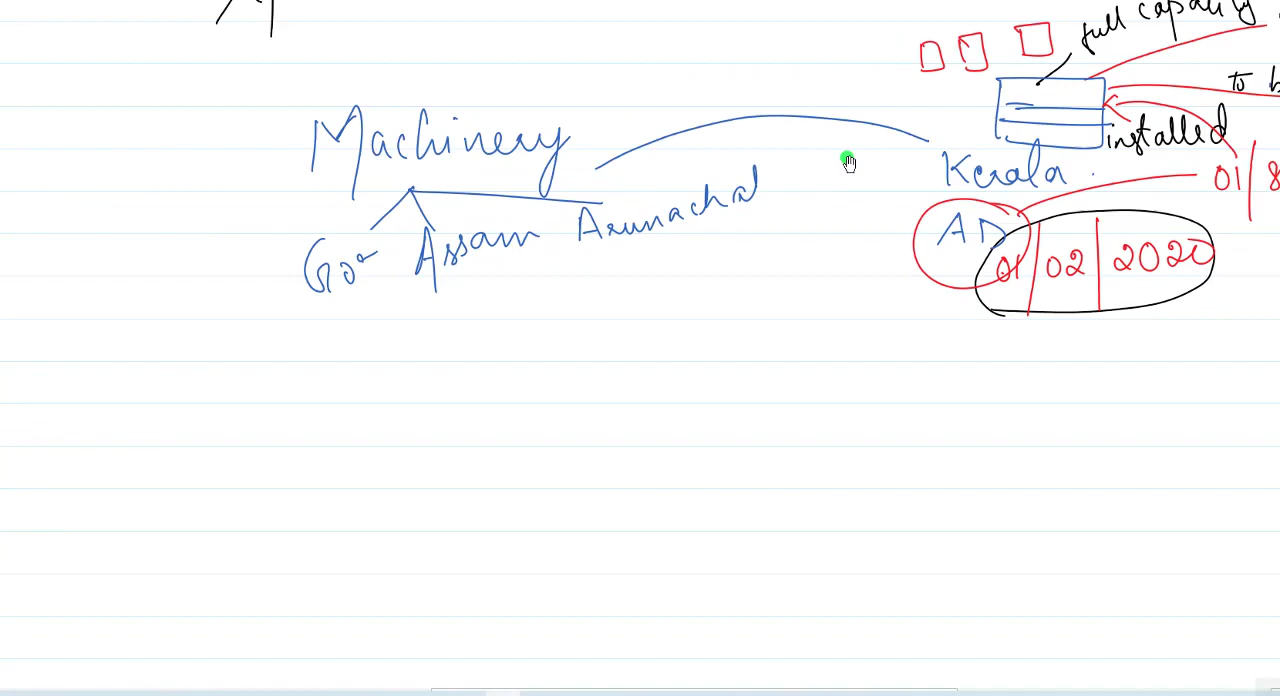 full capacity
to b
Machinery
installed
Kerala
01/8
Goa Assam Arunachal
AD
01/02/2020